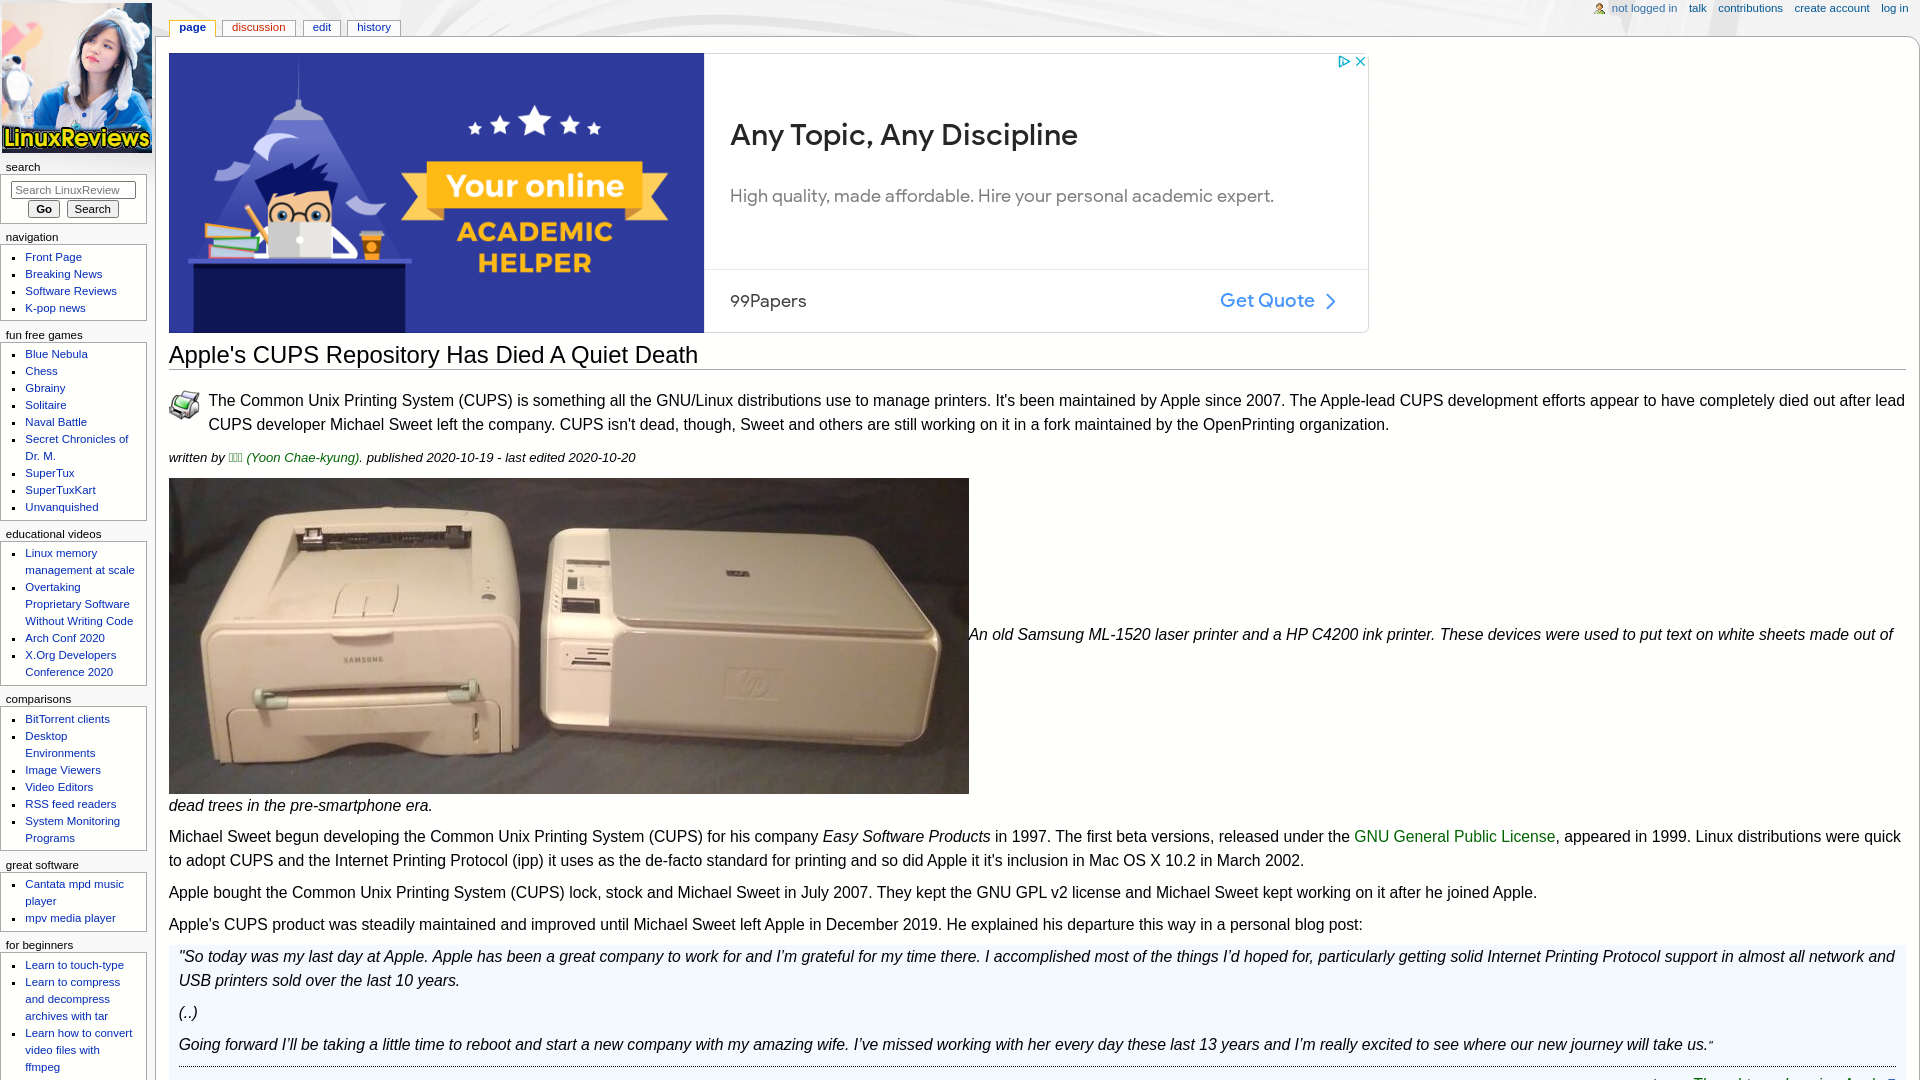 not logged in talk contributions create account log in
page discussion edit history
LinuxReviews
search
Search LinuxReview
Go Search
navigation
Front Page
Breaking News
Software Reviews
K-pop news
fun free games
Blue Nebula
Chess
Gbrainy
Solitaire
Naval Battle
Secret Chronicles of
Dr. M.
SuperTux
SuperTuxKart
Unvanquished
educational videos
Linux memory
management at scale
Overtaking
Proprietary Software
Without Writing Code
Arch Conf 2020
X.Org Developers
Conference 2020
comparisons
BitTorrent clients
Desktop
Environments
Image Viewers
Video Editors
RSS feed readers
System Monitoring
Programs
great software
Cantata mpd music
player
mpv media player
for beginners
Learn to touch-type
Learn to compress
and decompress
archives with tar
Learn how to convert
video files with
ffmpeg
Your online
ACADEMIC
HELPER
Any Topic, Any Discipline
High quality, made affordable. Hire your personal academic expert.
99Papers
Get Quote
Apple's CUPS Repository Has Died A Quiet Death
The Common Unix Printing System (CUPS) is something all the GNU/Linux distributions use to manage printers. It's been maintained by Apple since 2007. The Apple-lead CUPS development efforts appear to have completely died out after lead
CUPS developer Michael Sweet left the company. CUPS isn't dead, though, Sweet and others are still working on it in a fork maintained by the OpenPrinting organization.
written by (Yoon Chae-kyung). published 2020-10-19 - last edited 2020-10-20
SAMSUNG
hp
An old Samsung ML-1520 laser printer and a HP C4200 ink printer. These devices were used to put text on white sheets made out of
dead trees in the pre-smartphone era.
Michael Sweet begun developing the Common Unix Printing System (CUPS) for his company Easy Software Products in 1997. The first beta versions, released under the GNU General Public License, appeared in 1999. Linux distributions were quick
to adopt CUPS and the Internet Printing Protocol (ipp) it uses as the de-facto standard for printing and so did Apple it it's inclusion in Mac OS X 10.2 in March 2002.
Apple bought the Common Unix Printing System (CUPS) lock, stock and Michael Sweet in July 2007. They kept the GNU GPL v2 license and Michael Sweet kept working on it after he joined Apple.
Apple's CUPS product was steadily maintained and improved until Michael Sweet left Apple in December 2019. He explained his departure this way in a personal blog post:
"So today was my last day at Apple. Apple has been a great company to work for and I’m grateful for my time there. I accomplished most of the things I’d hoped for, particularly getting solid Internet Printing Protocol support in almost all network and
USB printers sold over the last 10 years.
(..)
Going forward I’ll be taking a little time to reboot and start a new company with my amazing wife. I’ve missed working with her every day these last 13 years and I’m really excited to see where our new journey will take us."